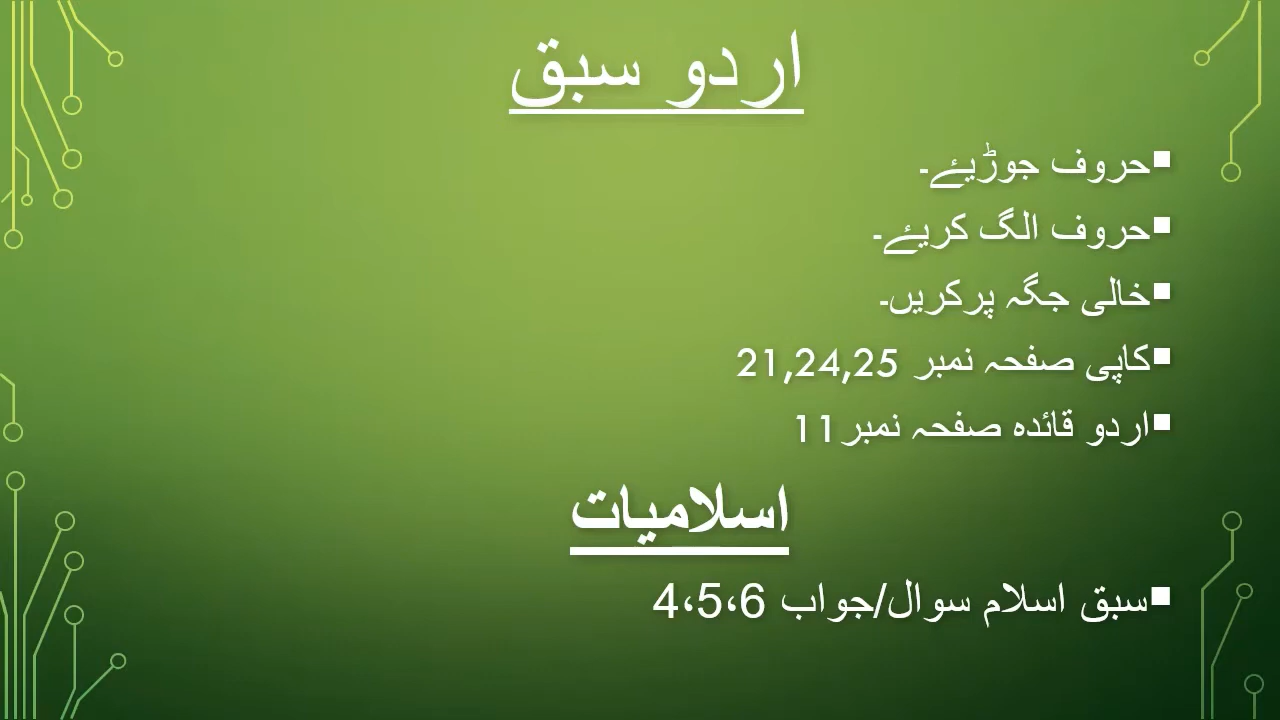 اردو سبق
▪حروف جوڑیئے۔
▪حروف الگ کریئے۔
▪خالی جگہ پرکریں۔
▪کاپی صفحہ نمبر 21,24,25
▪اردو قائدہ صفحہ نمبر11
اسلامیات
▪سبق اسلام سوال/جواب 4،5،6